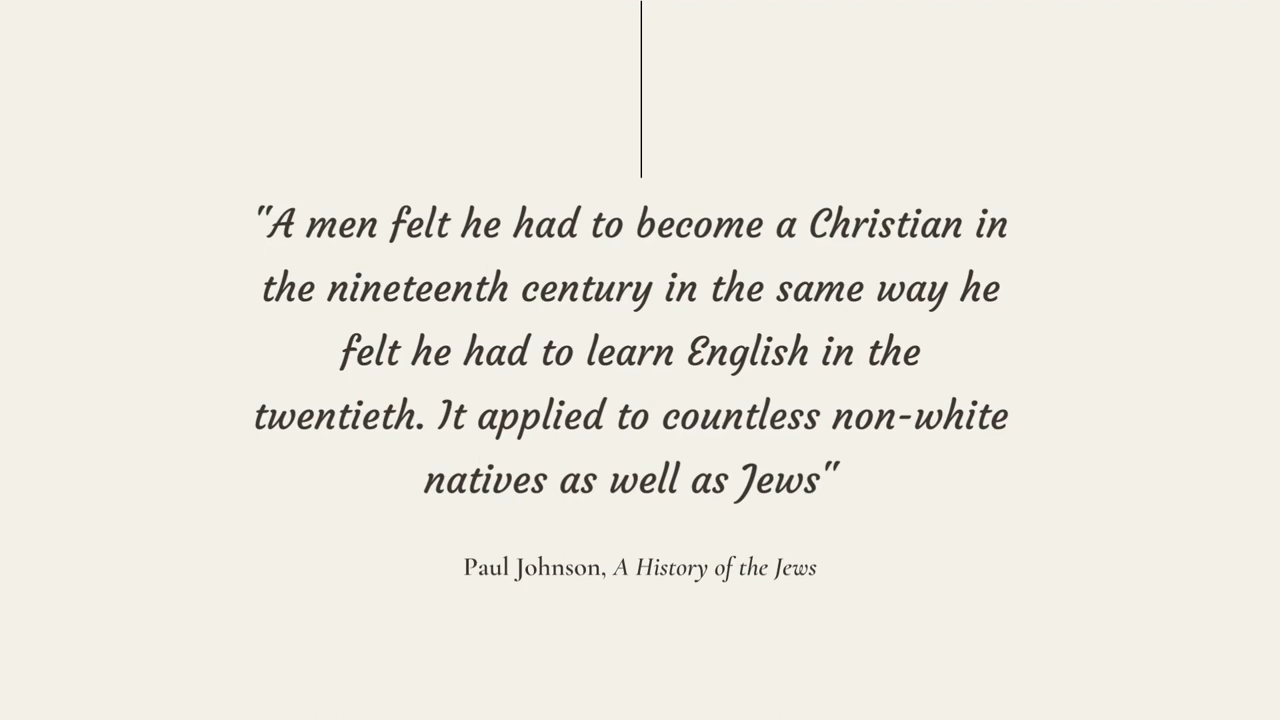 "A men felt he had to become a Christian in
the nineteenth century in the same way he
felt he had to learn English in the
twentieth. It applied to countless non-white
natives as well as Jews"
Paul Johnson, A History of the Jews